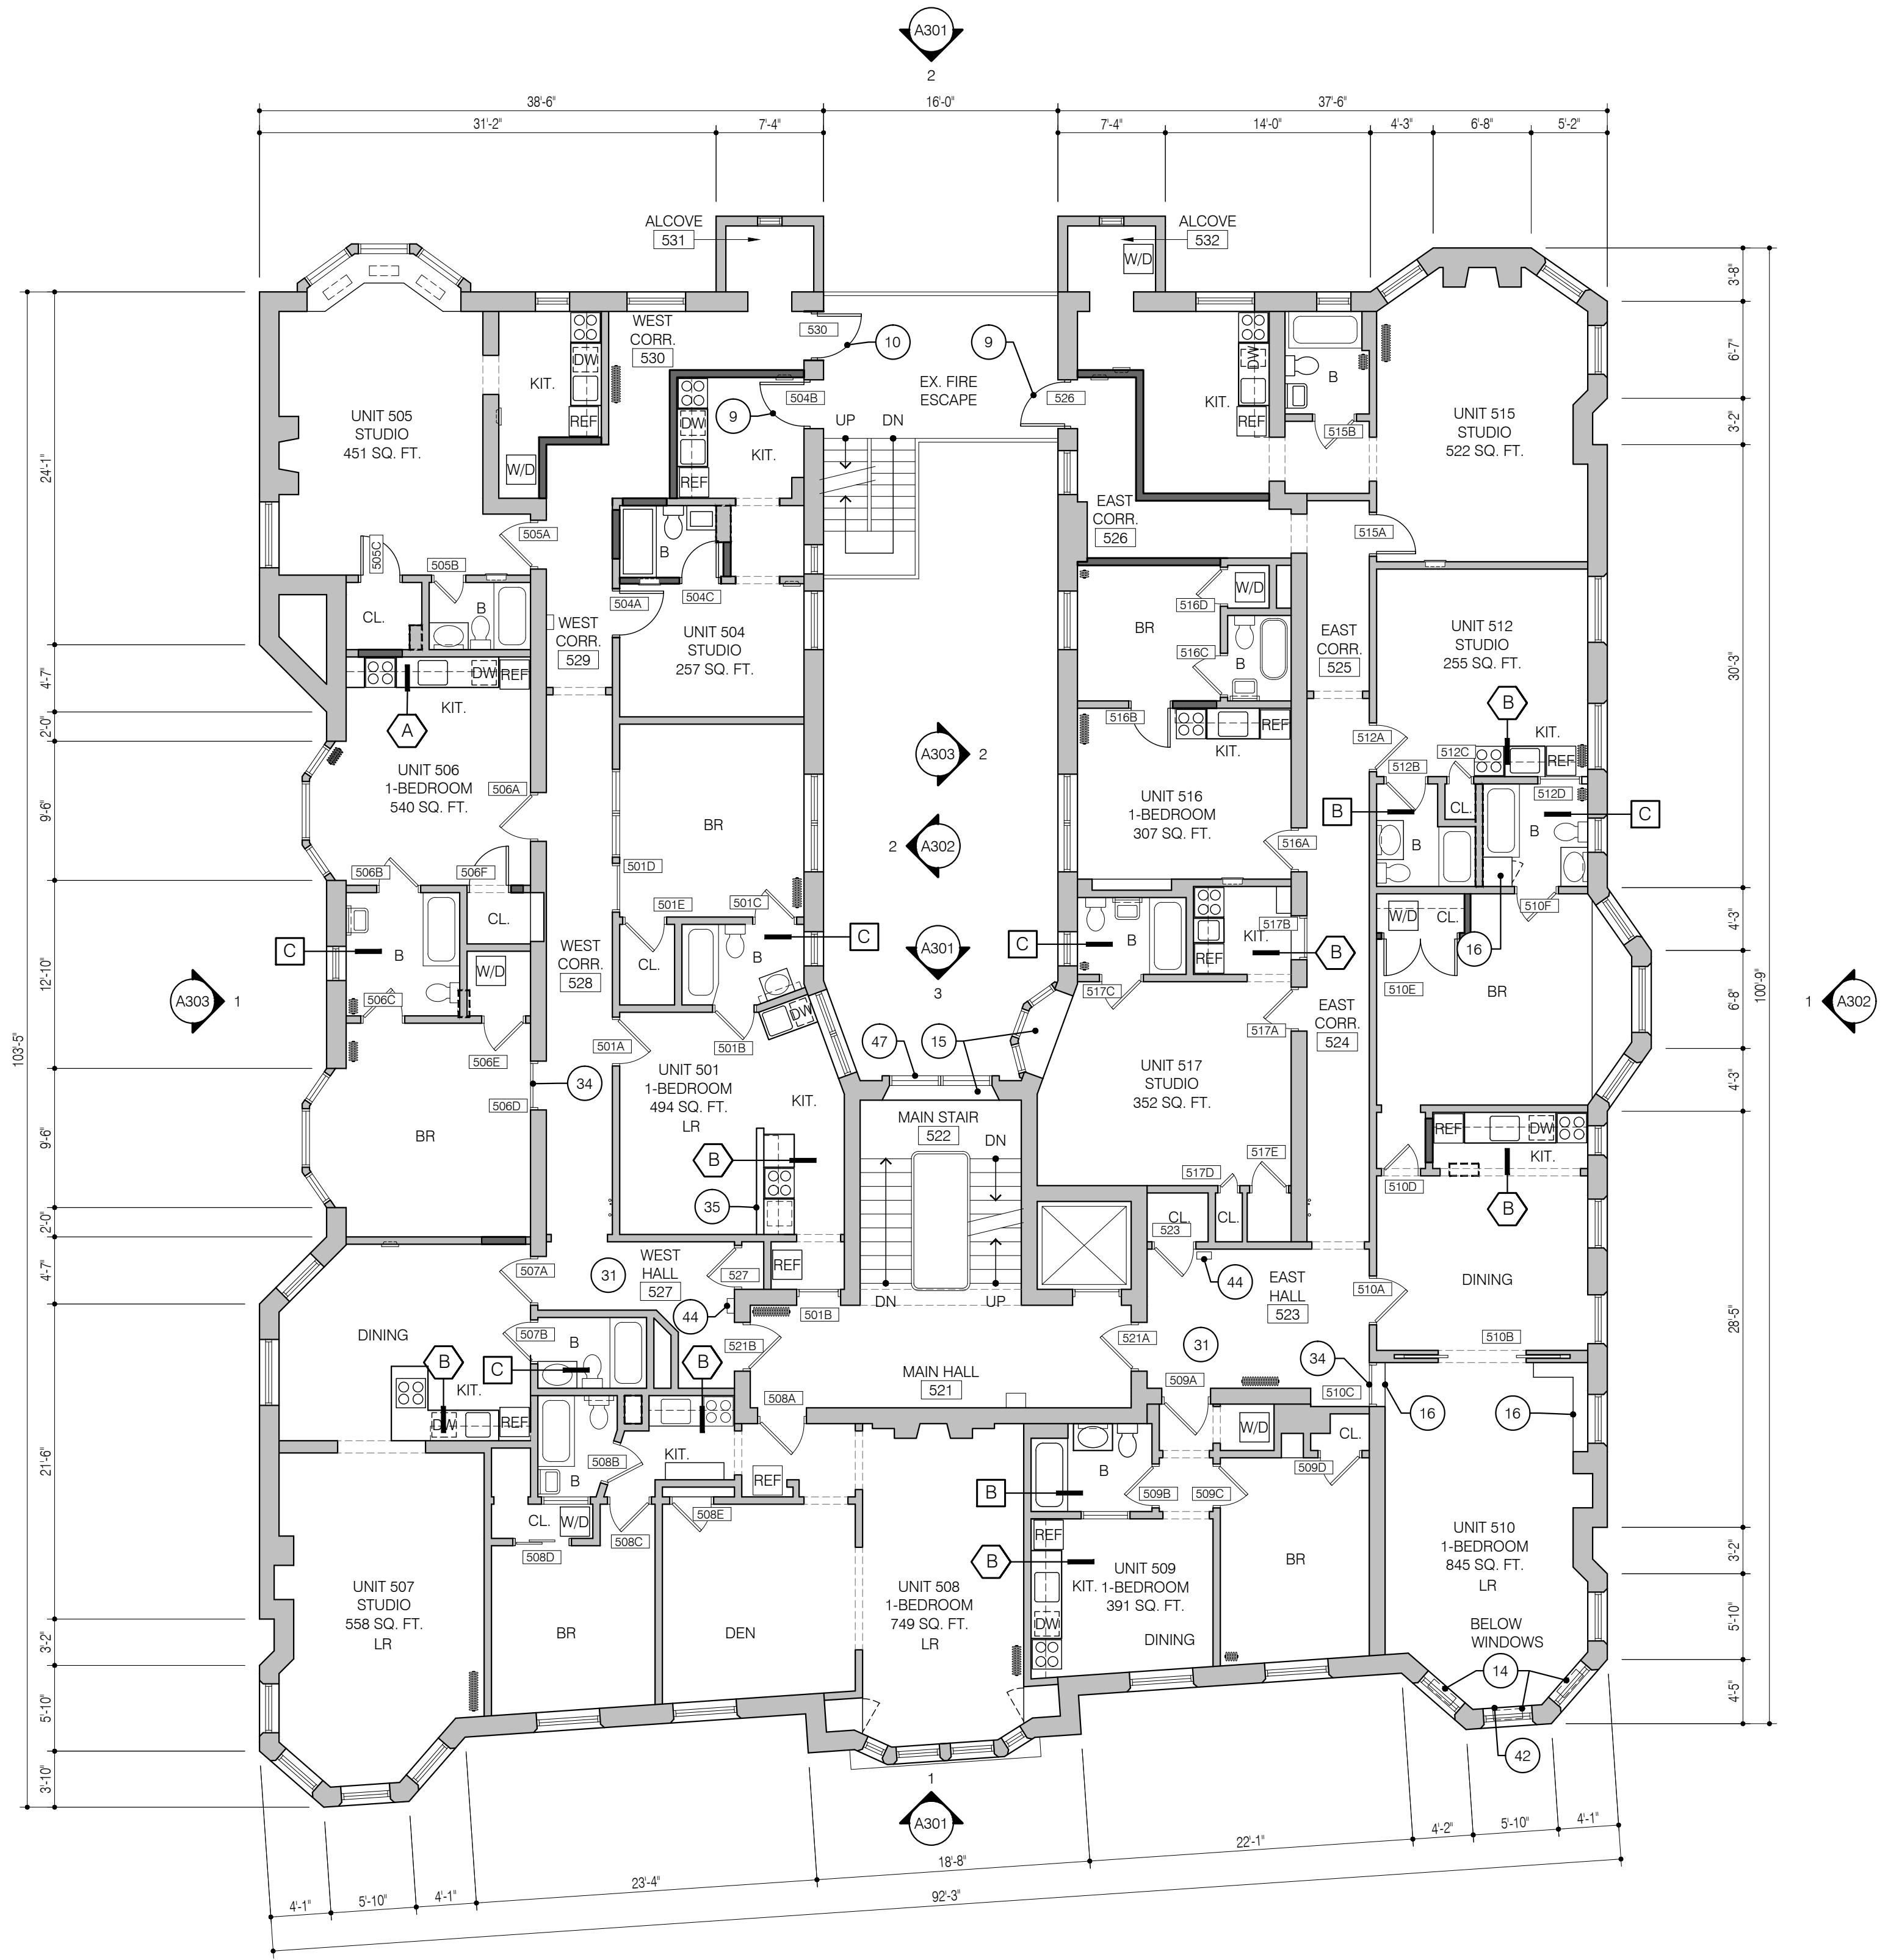 A301
2
38'-6"
16'-0"
37'-6"
31'-2"
7'-4"
7'-4"
14'-0"
4'-3"
6'-8"
5'-2"
ALCOVE
531
ALCOVE
532
W/D
3'-8"
6'-7"
3'-2"
30'-3"
4'-3"
6'-8"
4'-3"
28'-5"
3'-2"
5'-10"
4'-5"
100'-9"
103'-5"
24'-1"
4'-7"
2'-0"
9'-6"
12'-10"
9'-6"
2'-0"
4'-7"
21'-6"
3'-2"
5'-10"
3'-10"
WEST
CORR.
530
530
10
9
EX. FIRE
ESCAPE
526
UP
DN
UNIT 505
STUDIO
451 SQ. FT.
KIT.
DW
REF
W/D
505A
505B
505C
CL.
B
504B
9
DW
KIT.
REF
B
504A
504C
UNIT 504
STUDIO
257 SQ. FT.
WEST
CORR.
529
KIT.
DW
REF
B
515B
UNIT 515
STUDIO
522 SQ. FT.
515A
EAST
CORR.
526
BR
516D
W/D
516C
B
516B
KIT.
REF
EAST
CORR.
525
UNIT 512
STUDIO
255 SQ. FT.
B
KIT.
REF
512A
512B
512C
512D
CL.
B
B
B
C
16
510F
DW
REF
KIT.
A
UNIT 506
1-BEDROOM
540 SQ. FT.
506A
506B
506F
CL.
C
B
W/D
506C
506E
506D
34
BR
A303
1
BR
501D
501E
501C
CL.
B
C
WEST
CORR.
528
DW
501A
501B
UNIT 501
1-BEDROOM
494 SQ. FT.
LR
KIT.
B
35
REF
501B
A303
2
2
A302
A301
3
47
15
MAIN STAIR
522
DN
DN
UP
UNIT 516
1-BEDROOM
307 SQ. FT.
516A
517B
KIT.
REF
B
C
B
517C
517A
UNIT 517
STUDIO
352 SQ. FT.
EAST
CORR.
524
517D
517E
CL.
523
CL.
44
EAST
HALL
523
W/D
CL.
510E
BR
1
A302
REF
DW
KIT.
510D
B
DINING
510A
510B
WEST
HALL
527
31
527
44
507A
507B
DINING
B
C
B
KIT.
DW
REF
B
521B
MAIN HALL
521
521A
31
34
510C
16
16
508A
509A
W/D
CL.
509D
508B
B
KIT.
REF
CL.
W/D
508C
508D
508E
B
B
509B
509C
UNIT 507
STUDIO
558 SQ. FT.
LR
BR
DEN
UNIT 508
1-BEDROOM
749 SQ. FT.
LR
REF
B
DW
KIT.
UNIT 509
1-BEDROOM
391 SQ. FT.
DINING
BR
UNIT 510
1-BEDROOM
845 SQ. FT.
LR
BELOW
WINDOWS
14
42
1
A301
4'-1"
5'-10"
4'-1"
23'-4"
18'-8"
22'-1"
4'-2"
5'-10"
4'-1"
92'-3"